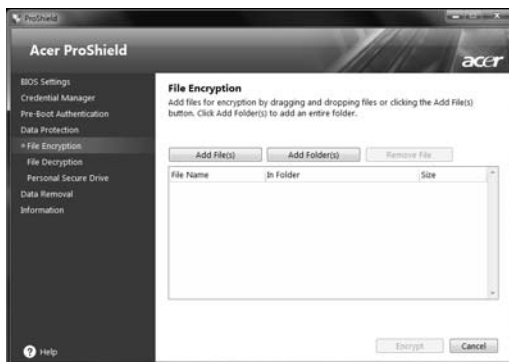 ProShield
Acer ProShield
acer
BIOS Settings
Credential Manager
Pre-Boot Authentication
Data Protection
File Encryption
File Decryption
Personal Secure Drive
Data Removal
Information
Help
File Encryption
Add files for encryption by dragging and dropping files or clicking the Add File(s)
button. Click Add Folder(s) to add an entire folder.
Add File(s) Add Folder(s) Remove File
File Name In Folder Size
Encrypt Cancel